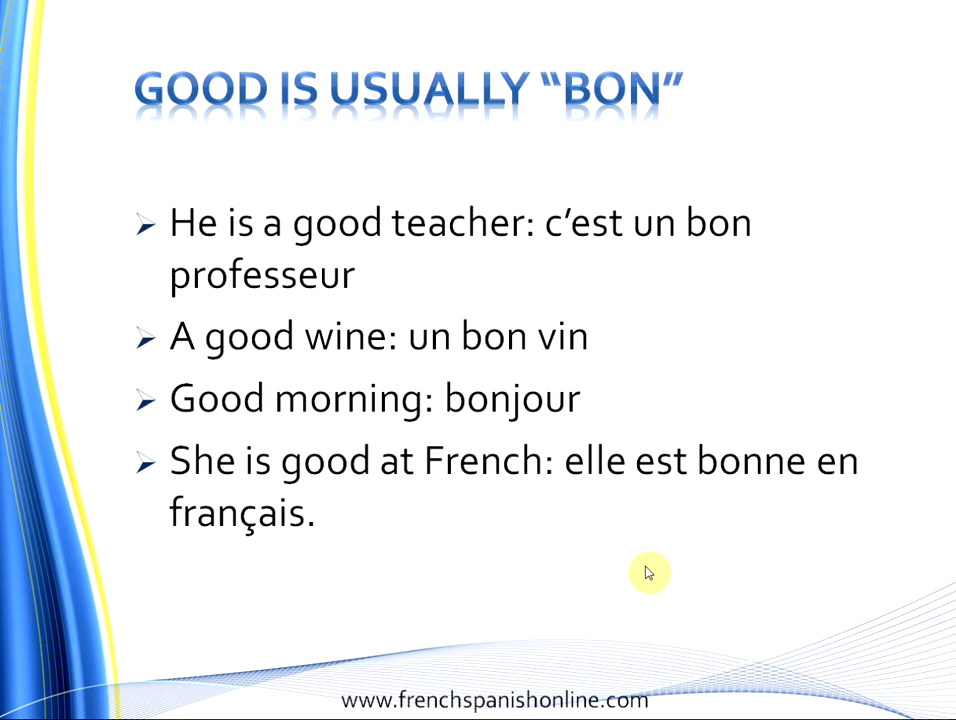 GOOD IS USUALLY “BON”
He is a good teacher: c’est un bon
professeur
A good wine: un bon vin
Good morning: bonjour
She is good at French: elle est bonne en
français.
www.frenchspanishonline.com